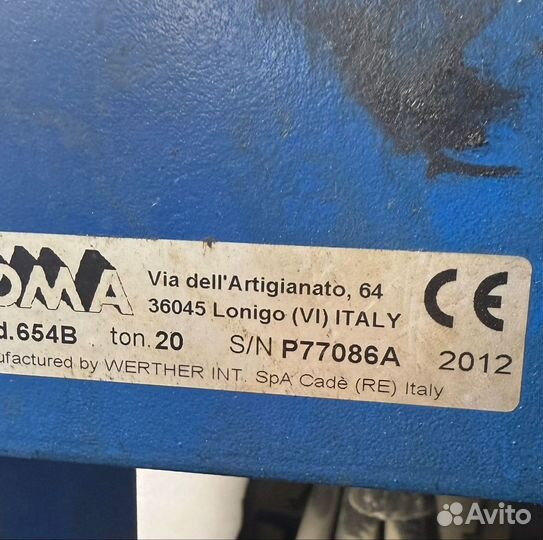 OMA
Via dell'Artigianato, 64
36045 Lonigo (VI) ITALY
CE
d.654B ton.20 S/N P77086A 2012
ufactured by WERTHER INT. SpA Cadè (RE) Italy
Avito